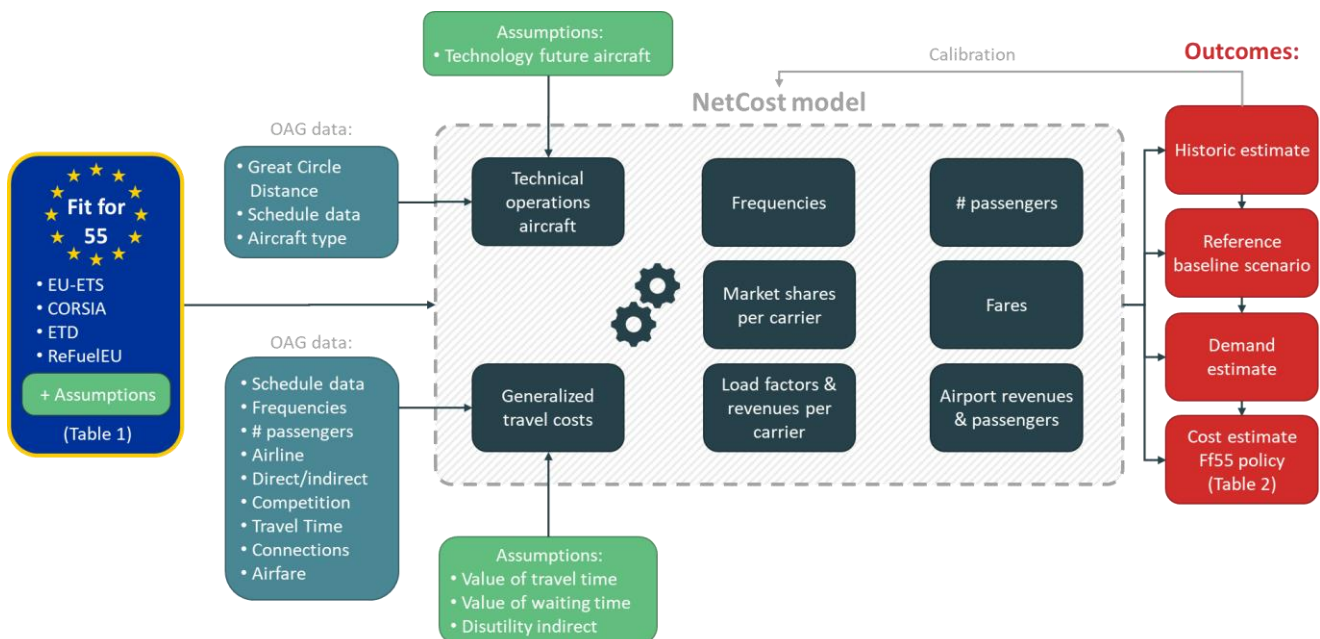 Assumptions:
• Technology future aircraft
Calibration
Outcomes:
NetCost model
OAG data:
• Great Circle
Distance
• Schedule data
• Aircraft type
Fit for
55
• EU-ETS
• CORSIA
• ETD
• ReFuelEU
+ Assumptions
(Table 1)
OAG data:
• Schedule data
• Frequencies
• # passengers
• Airline
• Direct/indirect
• Competition
• Travel Time
• Connections
• Airfare
Technical
operations
aircraft
Frequencies
# passengers
Market shares
per carrier
Fares
Generalized
travel costs
Load factors &
revenues per
carrier
Airport revenues
& passengers
Assumptions:
• Value of travel time
• Value of waiting time
• Disutility indirect
Historic estimate
Reference
baseline scenario
Demand
estimate
Cost estimate
Ff55 policy
(Table 2)